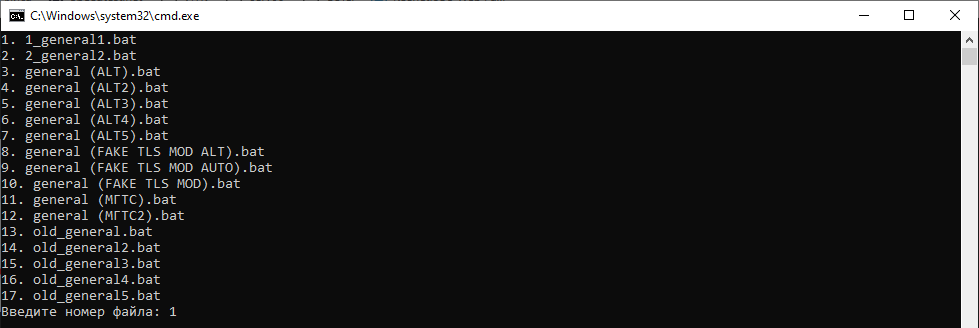 C:\Windows\system32\cmd.exe
1. 1_general1.bat
2. 2_general2.bat
3. general (ALT).bat
4. general (ALT2).bat
5. general (ALT3).bat
6. general (ALT4).bat
7. general (ALT5).bat
8. general (FAKE TLS MOD ALT).bat
9. general (FAKE TLS MOD AUTO).bat
10. general (FAKE TLS MOD).bat
11. general (МГТС).bat
12. general (МГТС2).bat
13. old_general.bat
14. old_general2.bat
15. old_general3.bat
16. old_general4.bat
17. old_general5.bat
Введите номер файла: 1